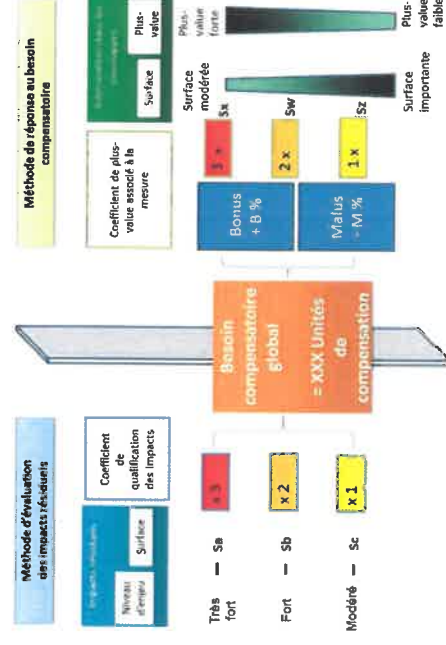 Méthode d'évaluation
des impacts résiduels
Impacts résiduels
Niveau
d'enjeu
Surface
Coefficient
de
qualification
des impacts
Très
fort
Sa
x 3
Fort
Sb
x 2
Modéré
Sc
x 1
Besoin
compensatoire
global
= XXX Unités
de
compensation
Méthode de réponse au besoin
compensatoire
Coefficient de plus-
value associé à la
mesure
Surface
Plus-
value
Bonus
+ B %
Malus
- M %
3 x
Sx
2 x
Sw
1 x
Sz
Surface
modérée
Surface
importante
Plus-
value
forte
Plus-
value
faible